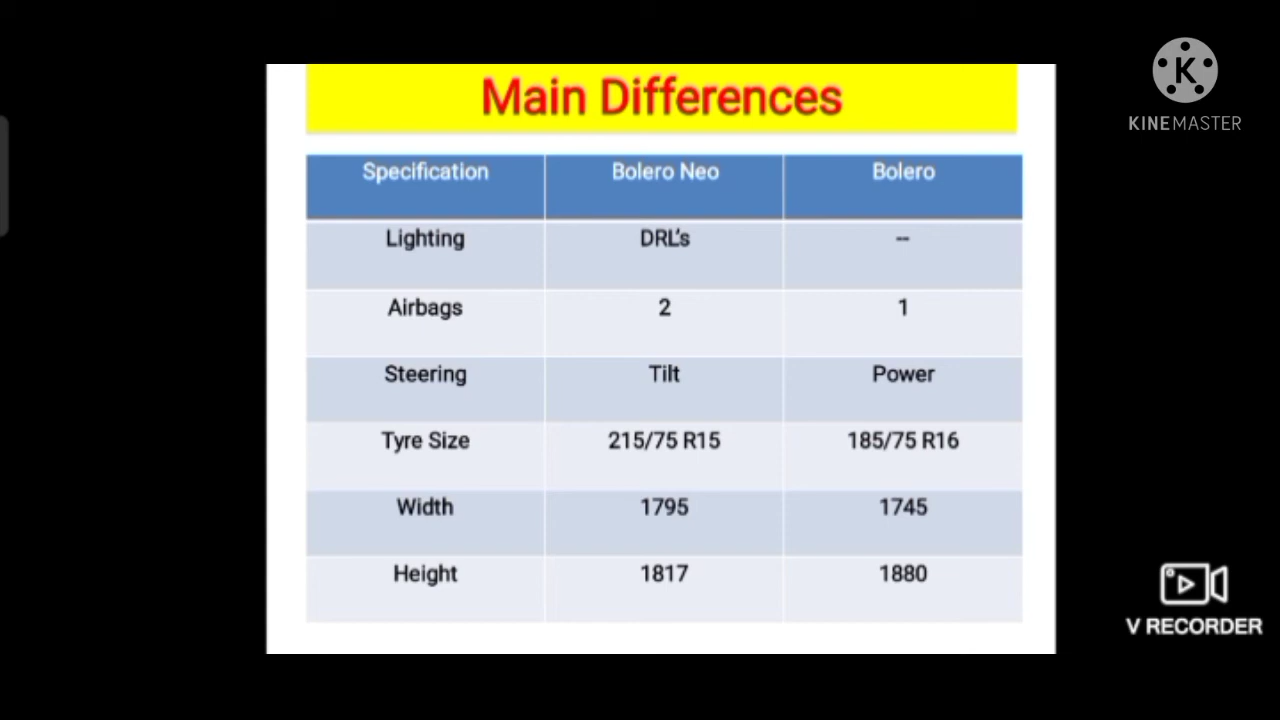 Main Differences
KINEMASTER
Specification Bolero Neo Bolero
Lighting DRL's --
Airbags 2 1
Steering Tilt Power
Tyre Size 215/75 R15 185/75 R16
Width 1795 1745
Height 1817 1880
V RECORDER